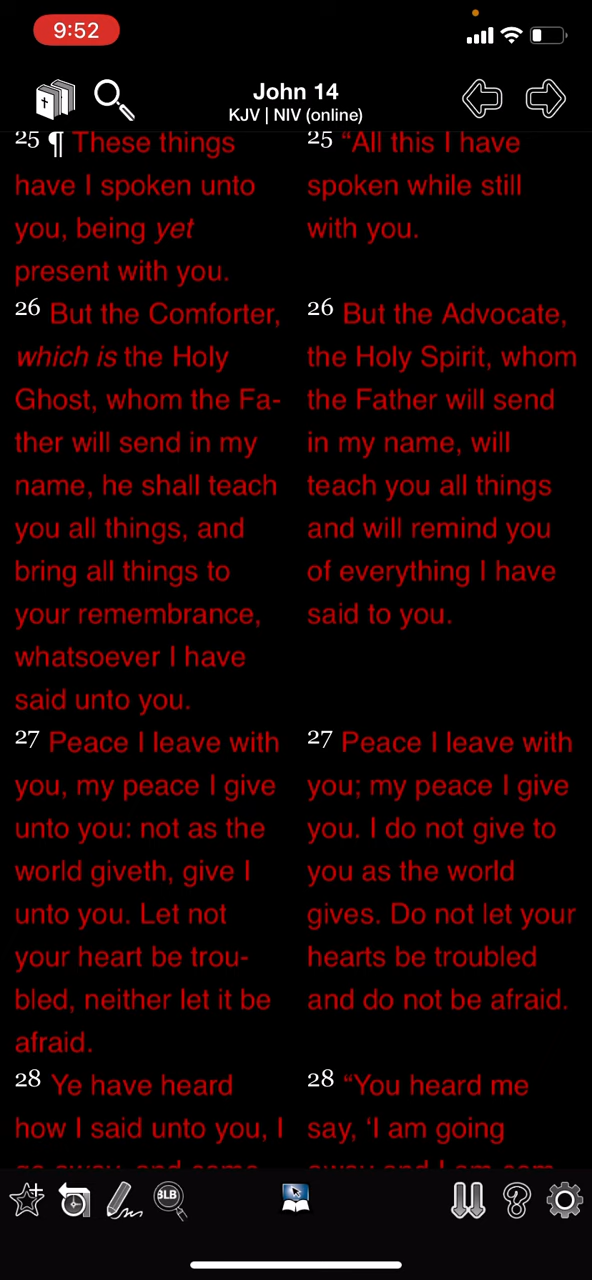 9:52
John 14
KJV | NIV (online)
25 ¶ These things
have I spoken unto
you, being yet
present with you.
26 But the Comforter,
which is the Holy
Ghost, whom the Fa-
ther will send in my
name, he shall teach
you all things, and
bring all things to
your remembrance,
whatsoever I have
said unto you.
27 Peace I leave with
you, my peace I give
unto you: not as the
world giveth, give I
unto you. Let not
your heart be trou-
bled, neither let it be
afraid.
28 Ye have heard
how I said unto you, I
go away, and come
25 “All this I have
spoken while still
with you.
26 But the Advocate,
the Holy Spirit, whom
the Father will send
in my name, will
teach you all things
and will remind you
of everything I have
said to you.
27 Peace I leave with
you; my peace I give
you. I do not give to
you as the world
gives. Do not let your
hearts be troubled
and do not be afraid.
28 “You heard me
say, ‘I am going
away and I am com
BLB